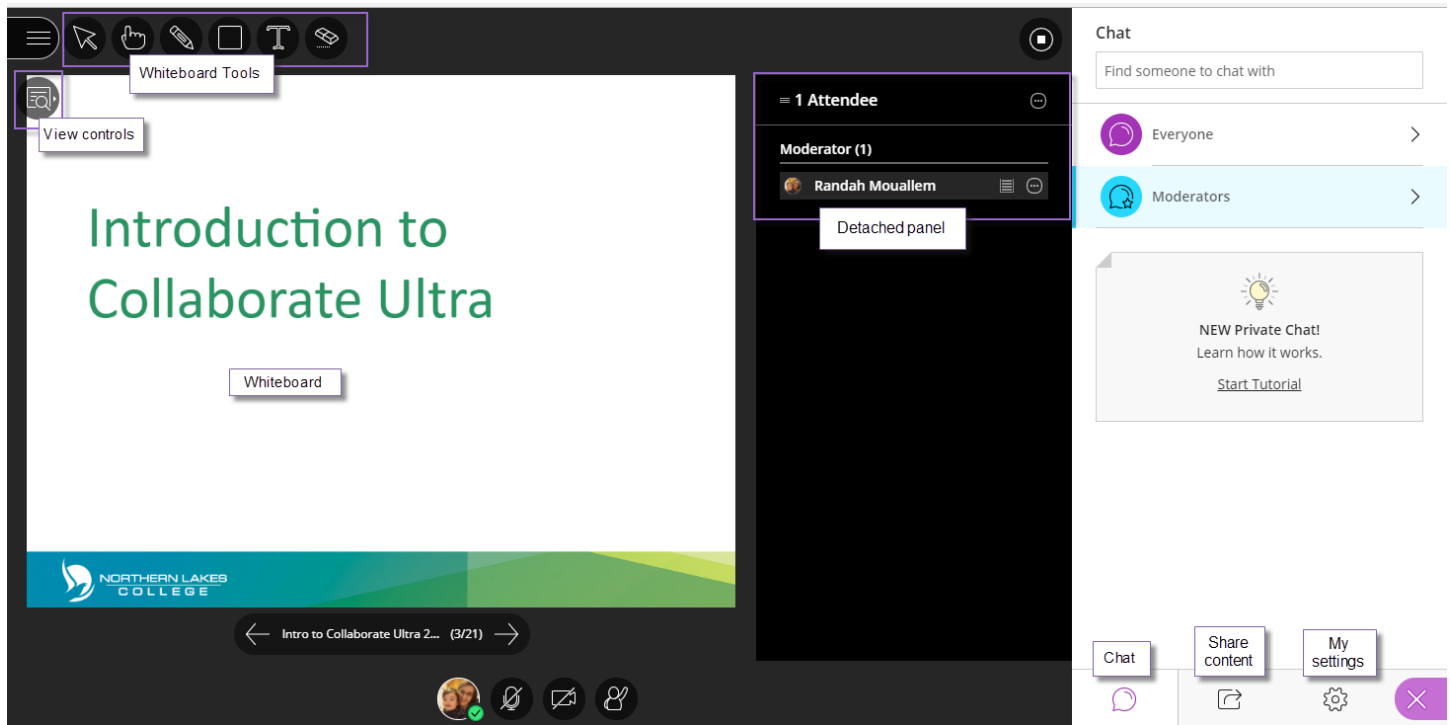 Whiteboard Tools
View controls
Introduction to
Collaborate Ultra
Whiteboard
NORTHERN LAKES
COLLEGE
Intro to Collaborate Ultra 2... (3/21)
1 Attendee
Moderator (1)
Randah Mouallem
Detached panel
Chat
Find someone to chat with
Everyone
Moderators
NEW Private Chat!
Learn how it works.
Start Tutorial
Chat
Share
content
My
settings